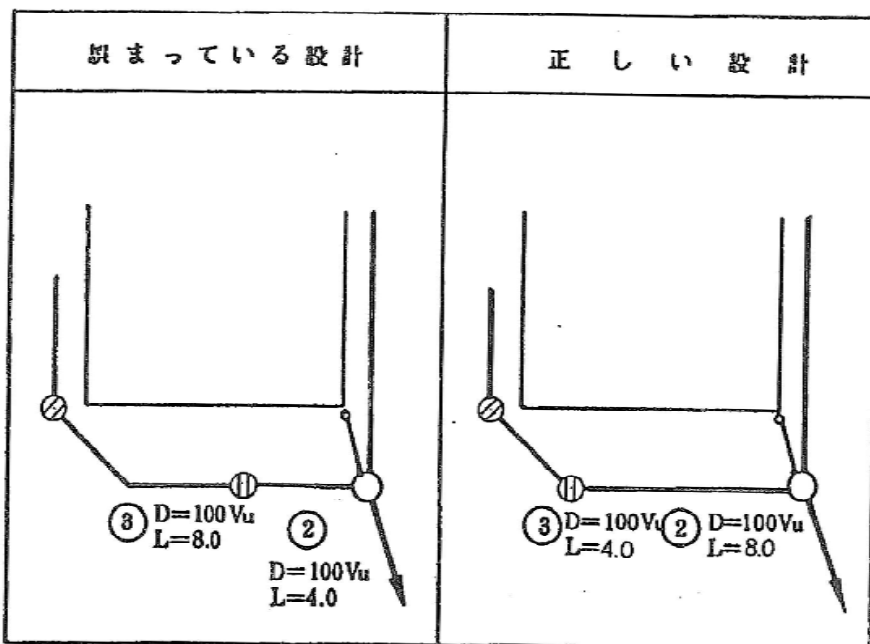 誤まっている設計
正しい設計
③ D=100Vu
L=8.0
②
D=100Vu
L=4.0
③ D=100Vu
L=4.0
② D=100Vu
L=8.0